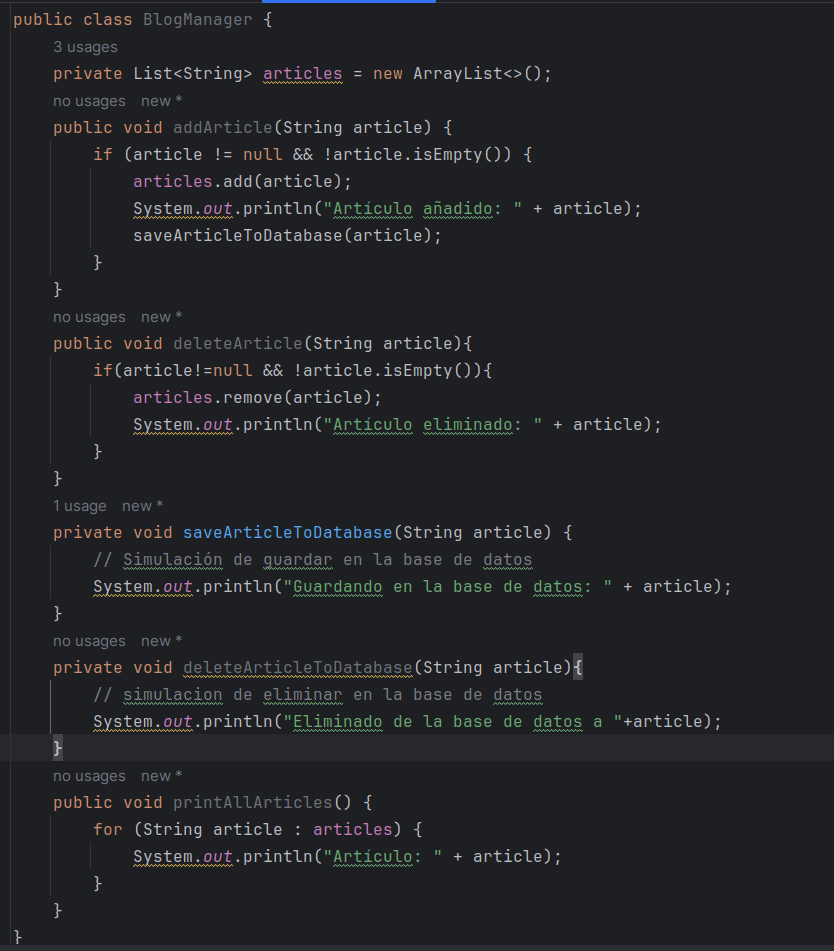 public class BlogManager {
3 usages
private List<String> articles = new ArrayList<>();
no usages new *
public void addArticle(String article) {
if (article != null && !article.isEmpty()) {
articles.add(article);
System.out.println("Artículo añadido: " + article);
saveArticleToDatabase(article);
}
}
no usages new *
public void deleteArticle(String article){
if(article!=null && !article.isEmpty()){
articles.remove(article);
System.out.println("Artículo eliminado: " + article);
}
}
1 usage new *
private void saveArticleToDatabase(String article) {
// Simulación de guardar en la base de datos
System.out.println("Guardando en la base de datos: " + article);
}
no usages new *
private void deleteArticleToDatabase(String article){
// simulacion de eliminar en la base de datos
System.out.println("Eliminado de la base de datos a "+article);
}
no usages new *
public void printAllArticles() {
for (String article : articles) {
System.out.println("Artículo: " + article);
}
}
}